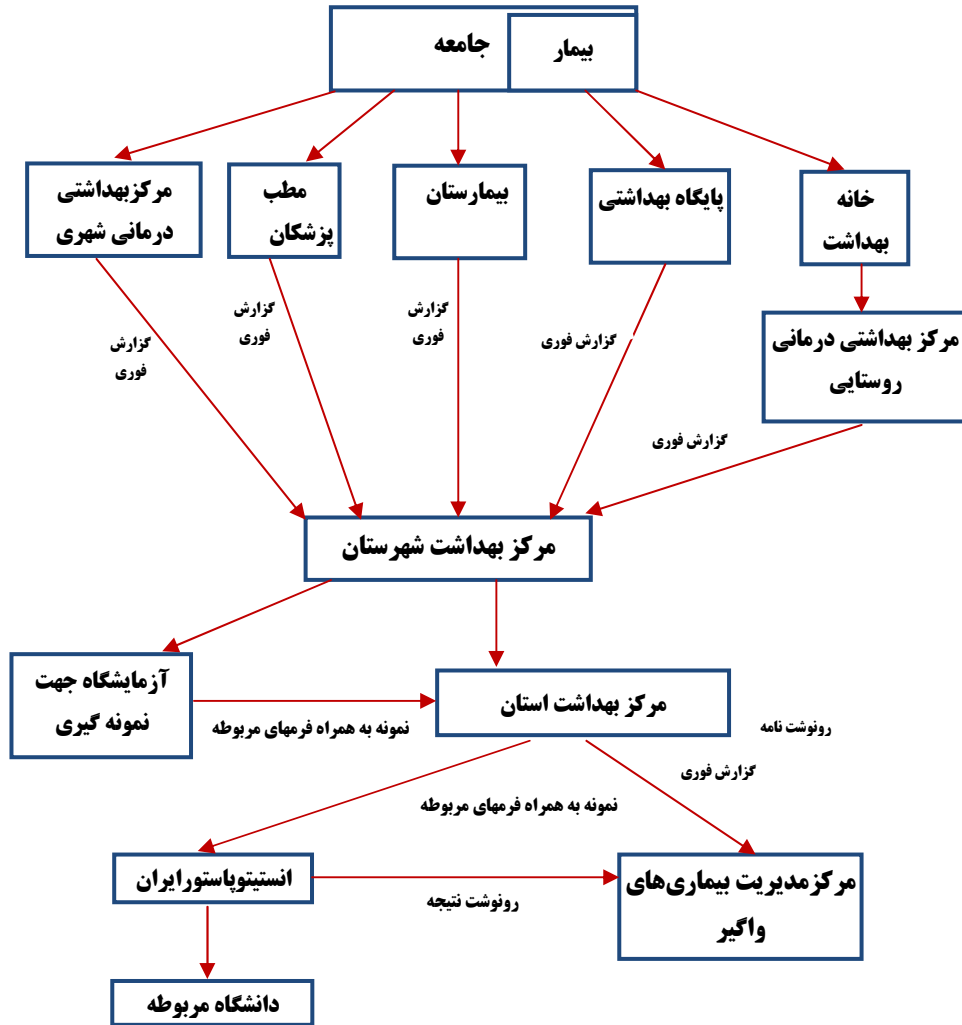 جامعه
بیمار
خانه
بهداشت
پایگاه بهداشتی
بیمارستان
مطب
پزشکان
مرکزبهداشتی
درمانی شهری
مرکز بهداشتی درمانی
روستایی
گزارش فوری
گزارش فوری
گزارش
فوری
گزارش
فوری
گزارش
فوری
مرکز بهداشت شهرستان
آزمایشگاه جهت
نمونه گیری
نمونه به همراه فرمهای مربوطه
مرکز بهداشت استان
رونوشت نامه
گزارش فوری
نمونه به همراه فرمهای مربوطه
مرکزمدیریت بیماری‌های
واگیر
رونوشت نتیجه
انستیتوپاستورایران
دانشگاه مربوطه